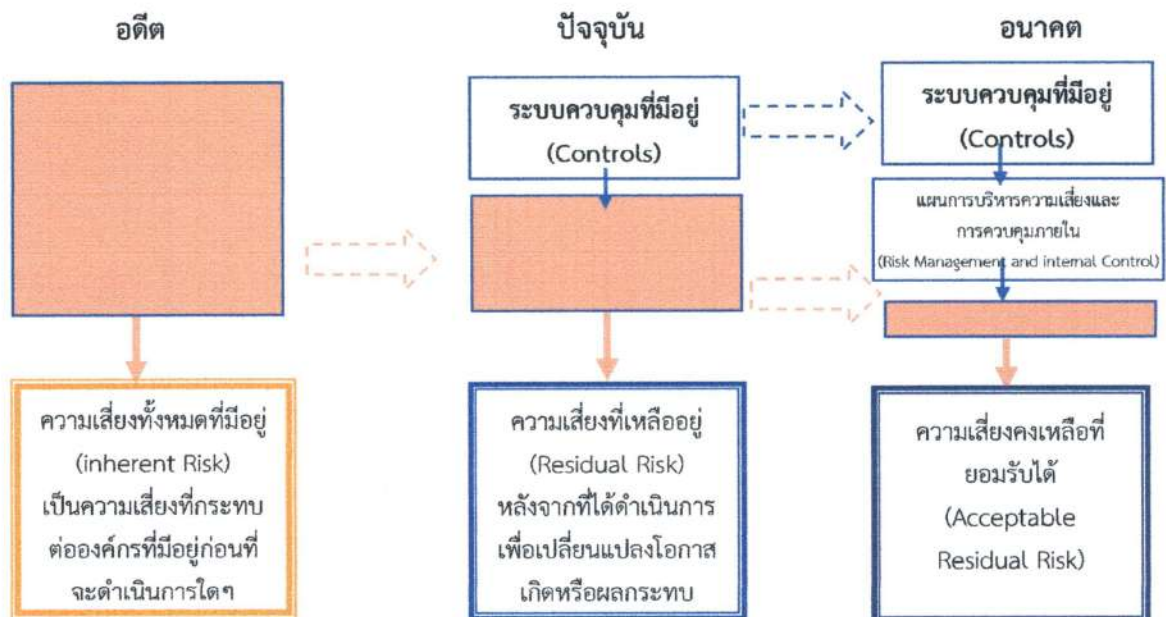 อดีต
ปัจจุบัน
อนาคต
ระบบควบคุมที่มีอยู่
(Controls)
ระบบควบคุมที่มีอยู่
(Controls)
แผนการบริหารความเสี่ยงและ
การควบคุมภายใน
(Risk Management and internal Control)
ความเสี่ยงทั้งหมดที่มีอยู่
(inherent Risk)
เป็นความเสี่ยงที่กระทบ
ต่อองค์กรที่มีอยู่ก่อนที่
จะดำเนินการใดๆ
ความเสี่ยงที่เหลืออยู่
(Residual Risk)
หลังจากที่ได้ดำเนินการ
เพื่อเปลี่ยนแปลงโอกาส
เกิดหรือผลกระทบ
ความเสี่ยงคงเหลือที่
ยอมรับได้
(Acceptable
Residual Risk)